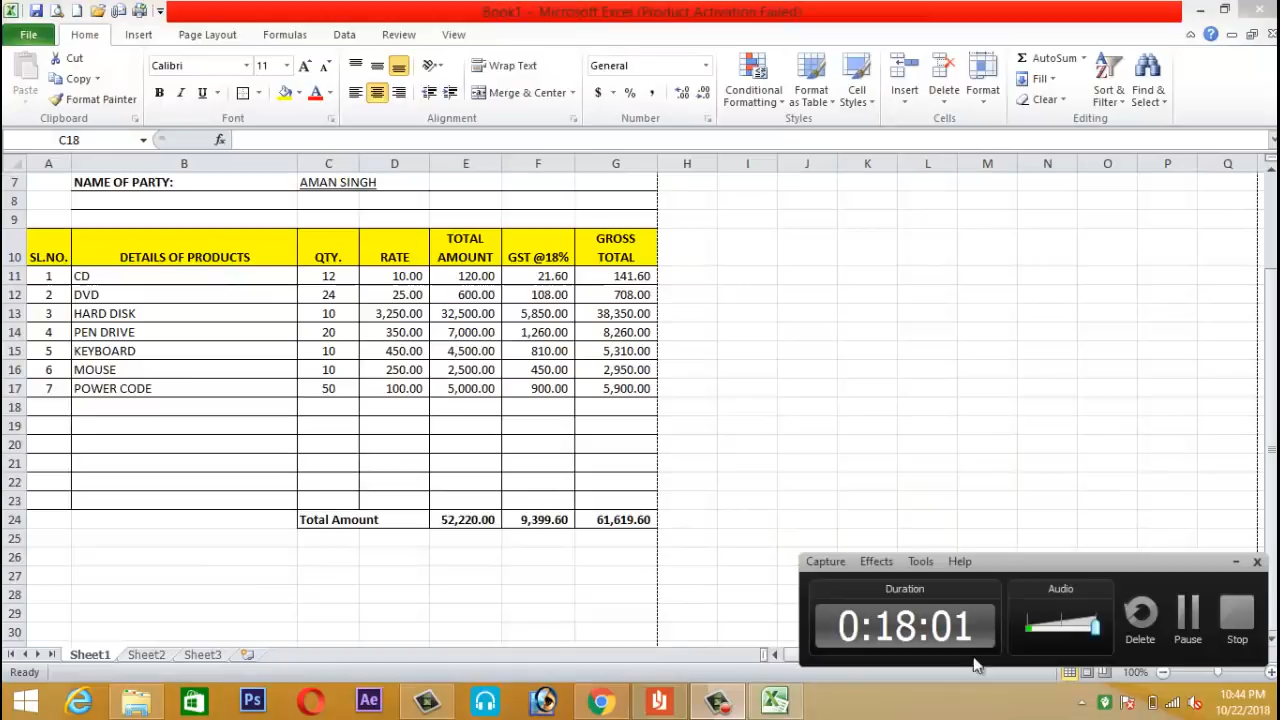 Book1 - Microsoft Excel (Product Activation Failed)
File Home Insert Page Layout Formulas Data Review View
Paste Cut Copy Format Painter
Calibri 11 Wrap Text General AutoSum Fill Clear
B I U Merge & Center $ % , Conditional Formatting Format as Table Cell Styles Insert Delete Format Sort & Filter Find & Select
Clipboard Font Alignment Number Styles Cells Editing
C18 fx
A B C D E F G H I J K L M N O P Q
7 NAME OF PARTY: AMAN SINGH
8
9
TOTAL GROSS
10 SL.NO. DETAILS OF PRODUCTS QTY. RATE AMOUNT GST @18% TOTAL
11 1 CD 12 10.00 120.00 21.60 141.60
12 2 DVD 24 25.00 600.00 108.00 708.00
13 3 HARD DISK 10 3,250.00 32,500.00 5,850.00 38,350.00
14 4 PEN DRIVE 20 350.00 7,000.00 1,260.00 8,260.00
15 5 KEYBOARD 10 450.00 4,500.00 810.00 5,310.00
16 6 MOUSE 10 250.00 2,500.00 450.00 2,950.00
17 7 POWER CODE 50 100.00 5,000.00 900.00 5,900.00
18
19
20
21
22
23
24 Total Amount 52,220.00 9,399.60 61,619.60
25
26
27
28
29
30
Capture Effects Tools Help
Duration Audio
0:18:01
Delete Pause Stop
Sheet1 Sheet2 Sheet3
Ready 100%
Ps Ae
10:44 PM
10/22/2018